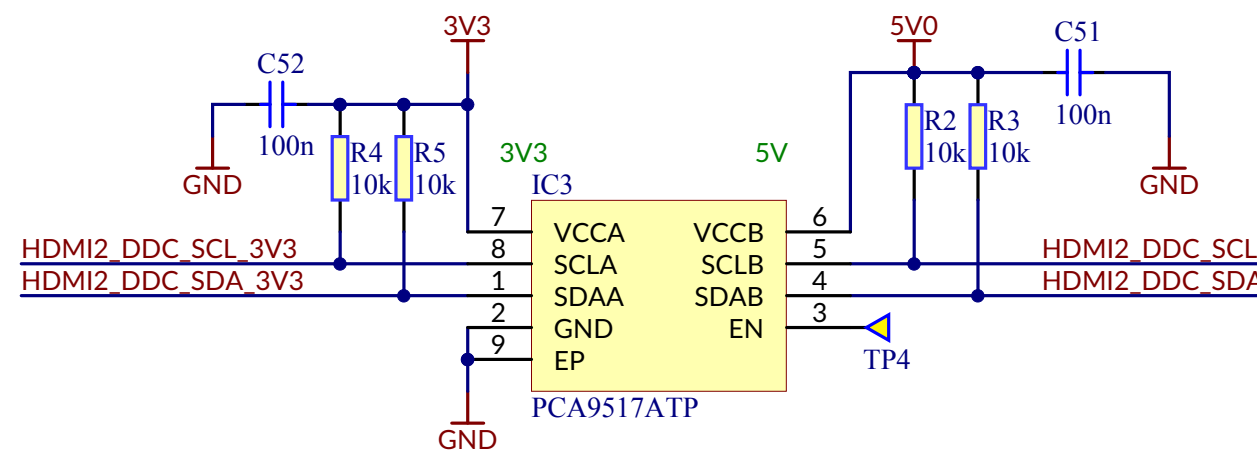 3V3
5V0
C52
C51
100n
100n
R4
R5
R2
R3
10k
10k
10k
10k
GND
GND
3V3
5V
IC3
7
VCCA
VCCB
6
HDMI2_DDC_SCL_3V3
8
SCLA
SCLB
5
HDMI2_DDC_SCL
HDMI2_DDC_SDA_3V3
1
SDAA
SDAB
4
HDMI2_DDC_SDA
2
GND
EN
3
9
EP
TP4
PCA9517ATP
GND